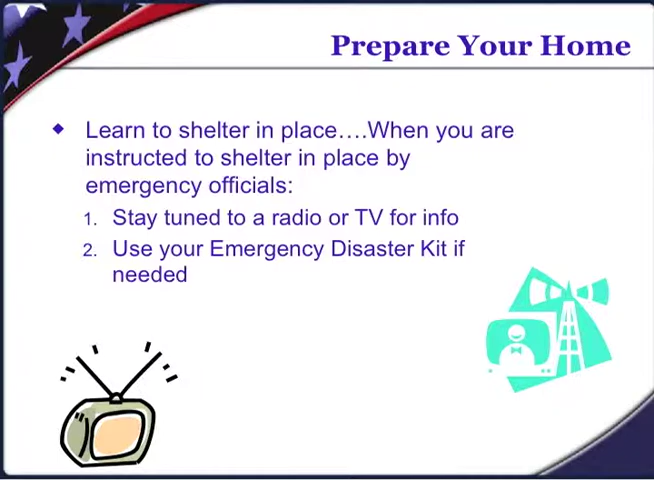 Prepare Your Home
◆ Learn to shelter in place….When you are
instructed to shelter in place by
emergency officials:
1. Stay tuned to a radio or TV for info
2. Use your Emergency Disaster Kit if
needed